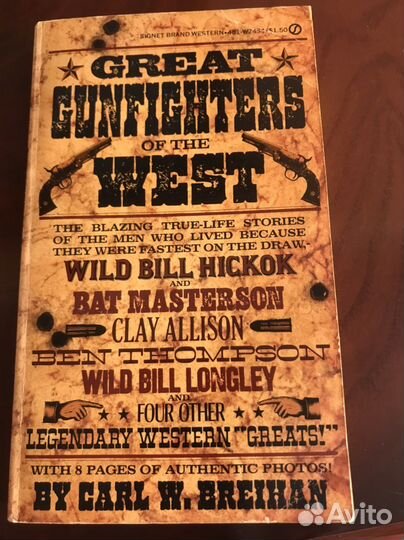 SIGNET BRAND WESTERN • 451-W7434 • $1.50
GREAT
GUNFIGHTERS
OF THE
WEST
THE BLAZING TRUE-LIFE STORIES
OF THE MEN WHO LIVED BECAUSE
THEY WERE FASTEST ON THE DRAW,-
WILD BILL HICKOK
AND
BAT MASTERSON
CLAY ALLISON
BEN THOMPSON
WILD BILL LONGLEY
AND
FOUR OTHER
LEGENDARY WESTERN "GREATS!"
WITH 8 PAGES OF AUTHENTIC PHOTOS!
BY CARL W. BREIHAN
Avito